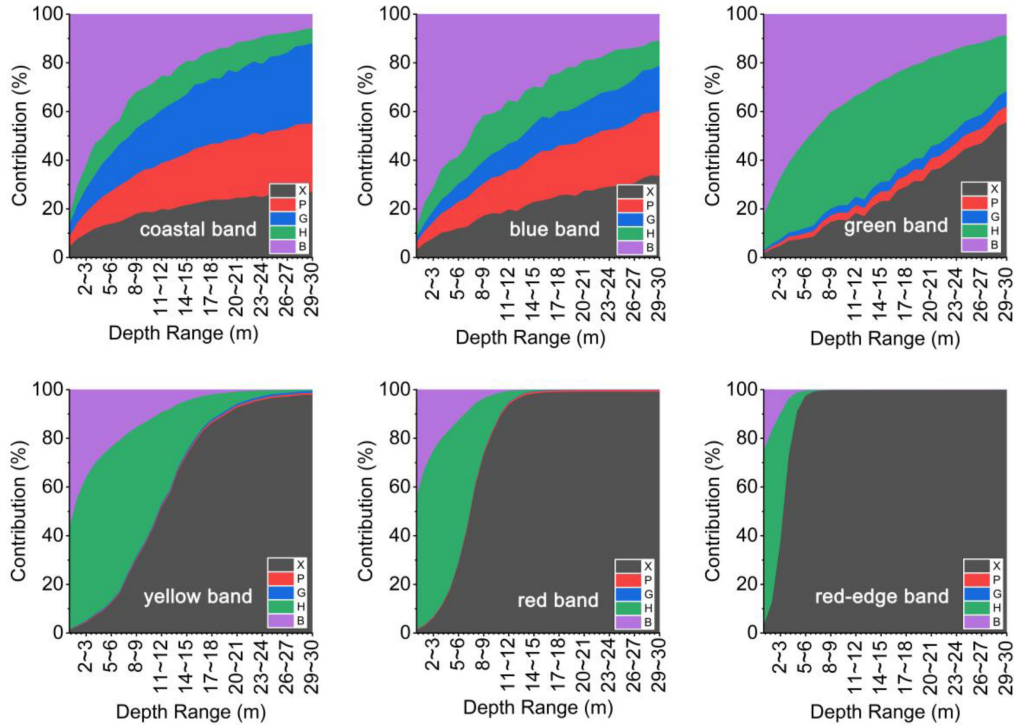 100
80
60
40
20
0
Contribution (%)
coastal band
X
P
G
H
B
2~3
5~6
8~9
11~12
14~15
17~18
20~21
23~24
26~27
29~30
Depth Range (m)
100
80
60
40
20
0
Contribution (%)
blue band
X
P
G
H
B
2~3
5~6
8~9
11~12
14~15
17~18
20~21
23~24
26~27
29~30
Depth Range (m)
100
80
60
40
20
0
Contribution (%)
green band
X
P
G
H
B
2~3
5~6
8~9
11~12
14~15
17~18
20~21
23~24
26~27
29~30
Depth Range (m)
100
80
60
40
20
0
Contribution (%)
yellow band
X
P
G
H
B
2~3
5~6
8~9
11~12
14~15
17~18
20~21
23~24
26~27
29~30
Depth Range (m)
100
80
60
40
20
0
Contribution (%)
red band
X
P
G
H
B
2~3
5~6
8~9
11~12
14~15
17~18
20~21
23~24
26~27
29~30
Depth Range (m)
100
80
60
40
20
0
Contribution (%)
red-edge band
X
P
G
H
B
2~3
5~6
8~9
11~12
14~15
17~18
20~21
23~24
26~27
29~30
Depth Range (m)